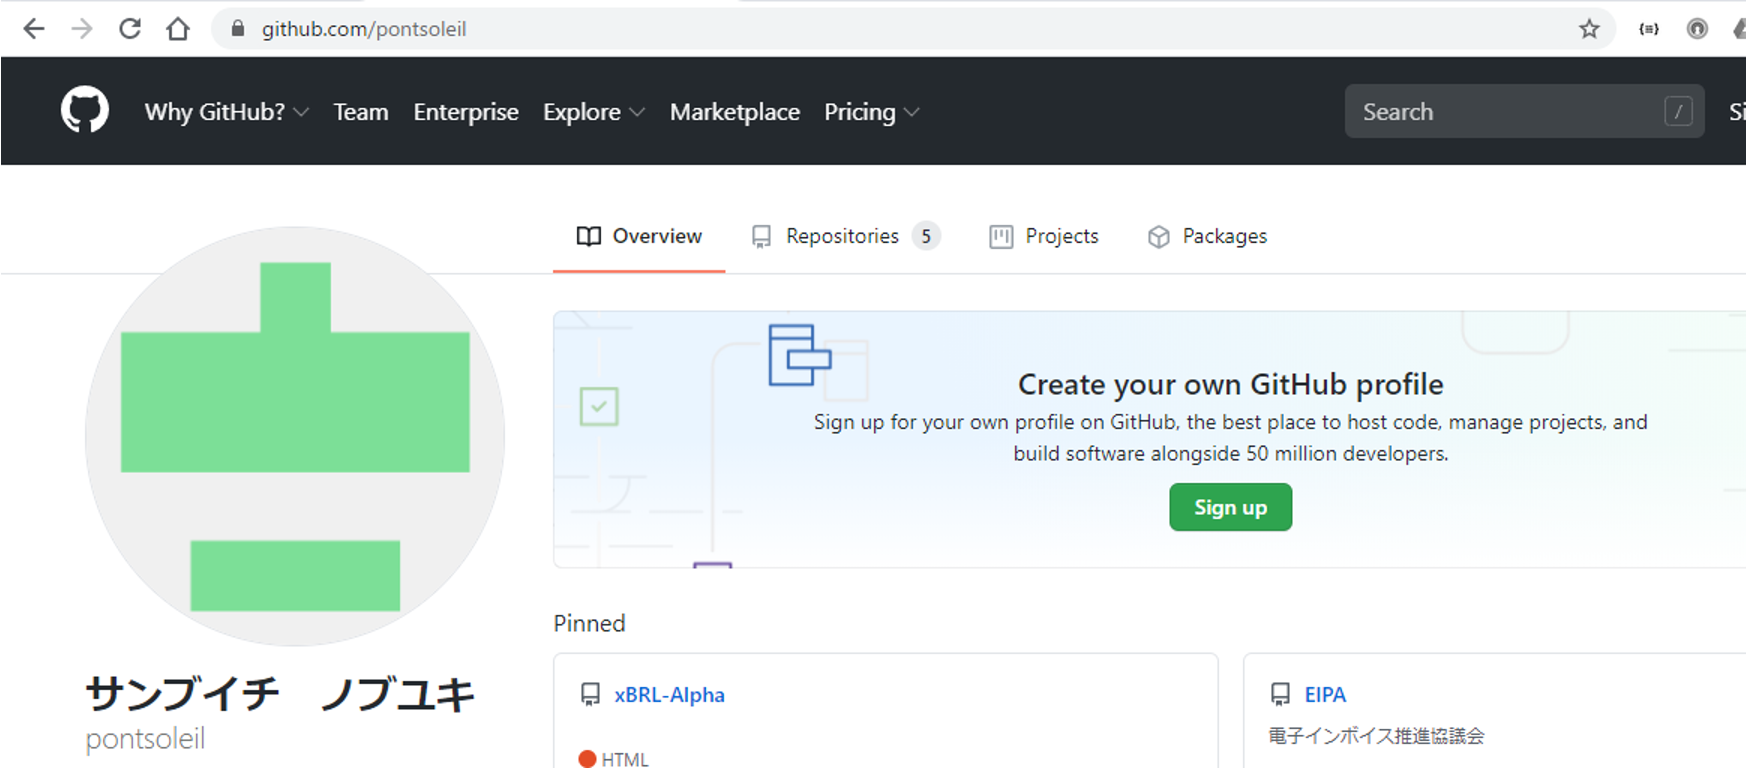 github.com/pontsoleil
Why GitHub? Team Enterprise Explore Marketplace Pricing Search /
Overview Repositories 5 Projects Packages
Create your own GitHub profile
Sign up for your own profile on GitHub, the best place to host code, manage projects, and
build software alongside 50 million developers.
Sign up
サンブイチ　ノブユキ
pontsoleil
Pinned
xBRL-Alpha
HTML
EIPA
電子インボイス推進協議会